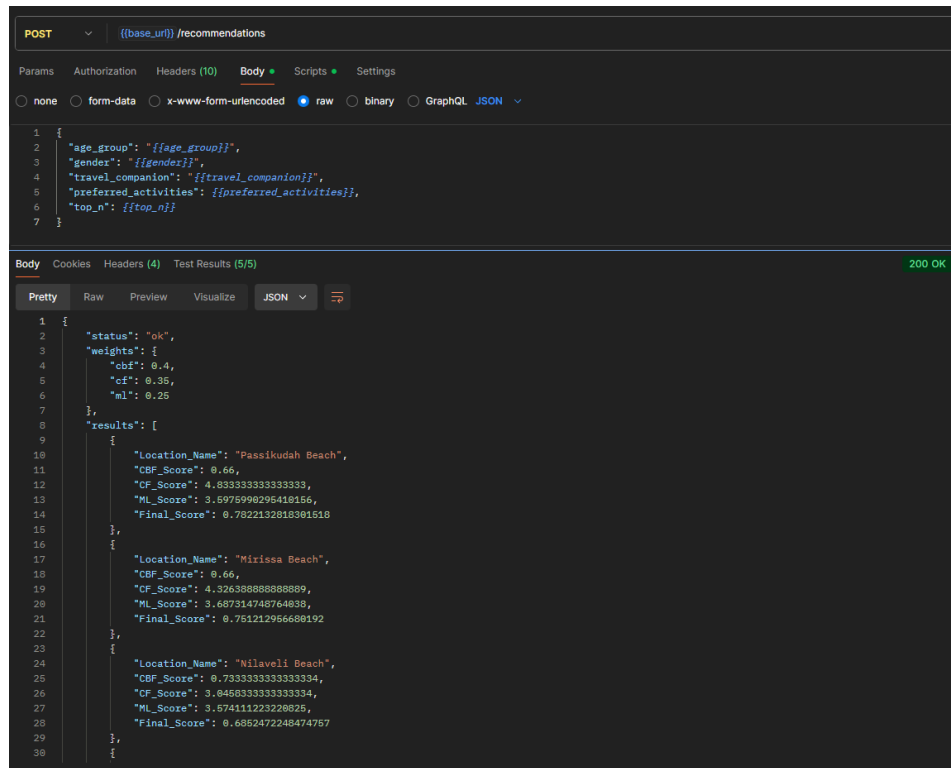 POST {{base_url}} /recommendations
Params Authorization Headers (10) Body Scripts Settings
none form-data x-www-form-urlencoded raw binary GraphQL JSON
1 {
2 "age_group": "{{age_group}}",
3 "gender": "{{gender}}",
4 "travel_companion": "{{travel_companion}}",
5 "preferred_activities": {{preferred_activities}},
6 "top_n": {{top_n}}
7 }
Body Cookies Headers (4) Test Results (5/5) 200 OK
Pretty Raw Preview Visualize JSON
1 {
2 "status": "ok",
3 "weights": {
4 "cbf": 0.4,
5 "cf": 0.35,
6 "ml": 0.25
7 },
8 "results": [
9 {
10 "Location_Name": "Passikudah Beach",
11 "CBF_Score": 0.66,
12 "CF_Score": 4.833333333333333,
13 "ML_Score": 3.5975990295410156,
14 "Final_Score": 0.7822132818301518
15 },
16 {
17 "Location_Name": "Mirissa Beach",
18 "CBF_Score": 0.66,
19 "CF_Score": 4.326388888888889,
20 "ML_Score": 3.687314748764038,
21 "Final_Score": 0.751212956680192
22 },
23 {
24 "Location_Name": "Nilaveli Beach",
25 "CBF_Score": 0.7333333333333334,
26 "CF_Score": 3.0458333333333334,
27 "ML_Score": 3.574111223220825,
28 "Final_Score": 0.6852472248474757
29 },
30 {